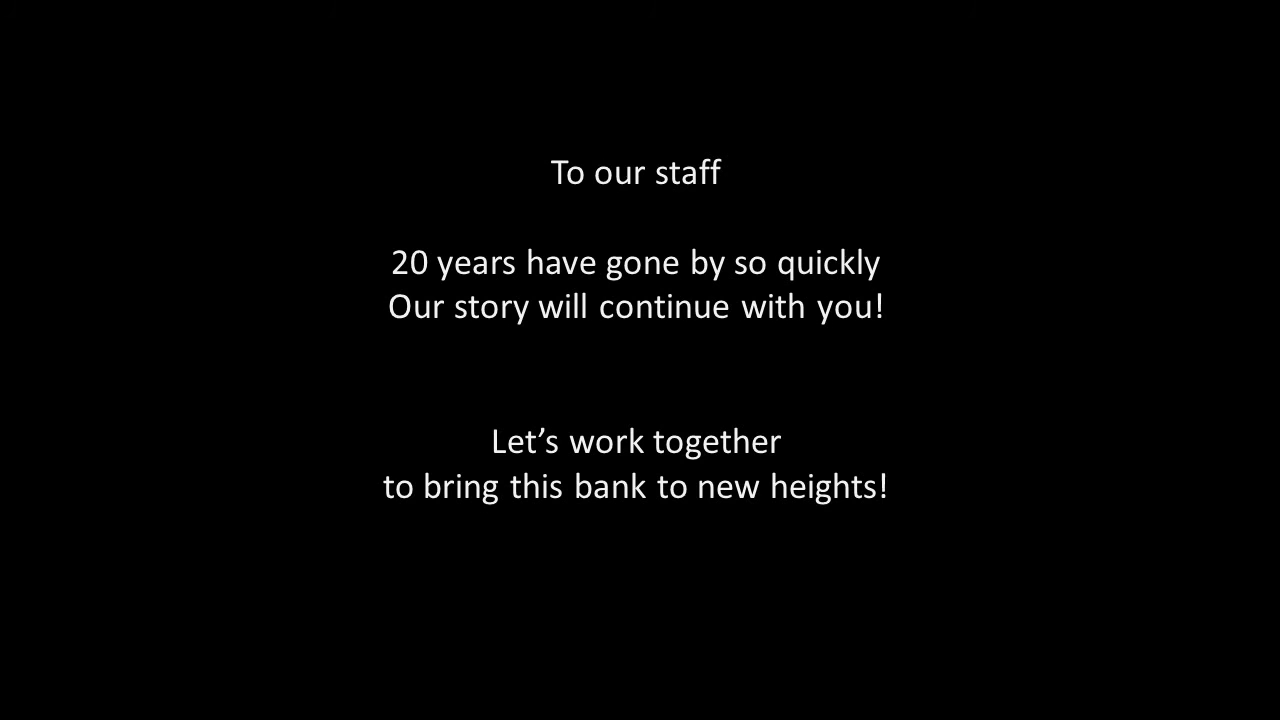 To our staff
20 years have gone by so quickly
Our story will continue with you!
Let’s work together
to bring this bank to new heights!